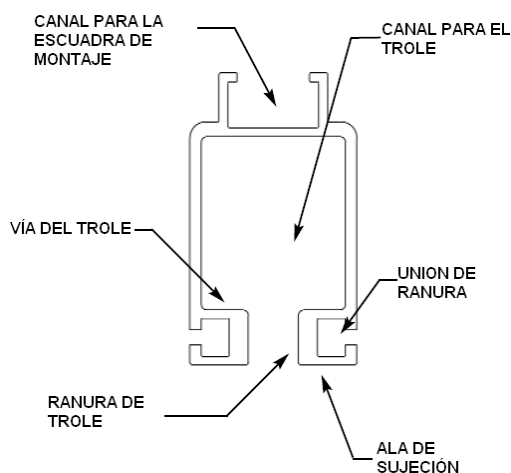 CANAL PARA LA
ESCUADRA DE
MONTAJE
CANAL PARA EL
TROLE
VÍA DEL TROLE
UNION DE
RANURA
RANURA DE
TROLE
ALA DE
SUJECIÓN